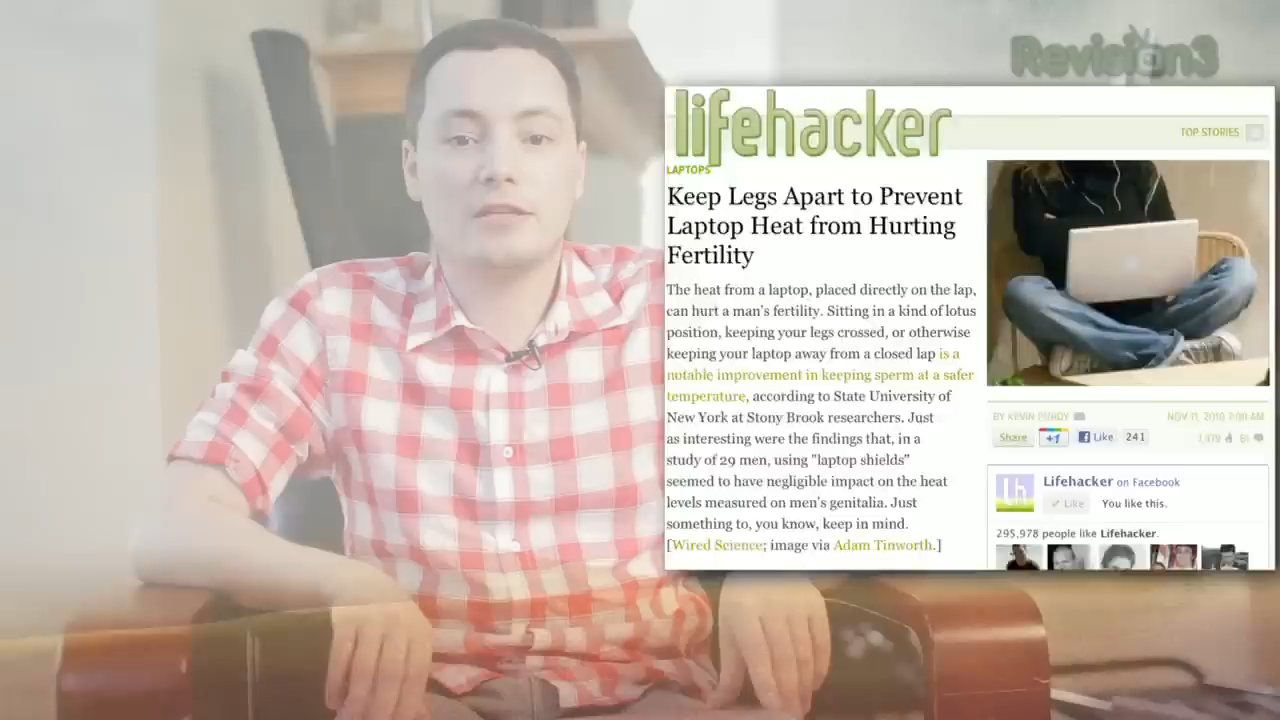 Revision3
lifehacker
TOP STORIES
LAPTOPS
Keep Legs Apart to Prevent
Laptop Heat from Hurting
Fertility
The heat from a laptop, placed directly on the lap,
can hurt a man's fertility. Sitting in a kind of lotus
position, keeping your legs crossed, or otherwise
keeping your laptop away from a closed lap is a
notable improvement in keeping sperm at a safer
temperature, according to State University of
New York at Stony Brook researchers. Just
as interesting were the findings that, in a
study of 29 men, using "laptop shields"
seemed to have negligible impact on the heat
levels measured on men's genitalia. Just
something to, you know, keep in mind.
[Wired Science; image via Adam Tinworth.]
BY KEVIN PURDY
NOV 11, 2010 7:00 AM
Share
+1
Like
241
Lifehacker on Facebook
Like
You like this.
295,978 people like Lifehacker.